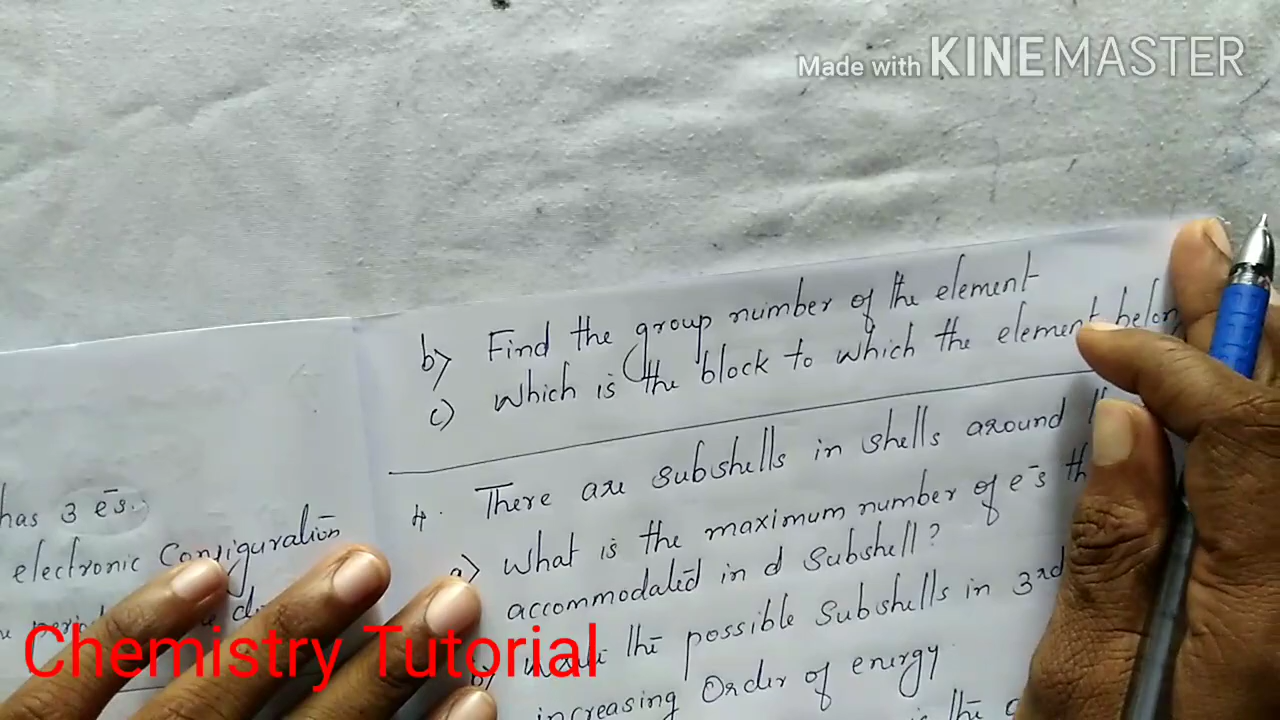 Made with KINEMASTER
b) Find the group number of the element
c) which is the block to which the element belon
4. There are subshells in shells around
a) What is the maximum number of e⁻s th
accommodated in d subshell?
the possible subshells in 3rd
increasing order of energy.
is the
has 3 e⁻s.
electronic configuration
Chemistry Tutorial